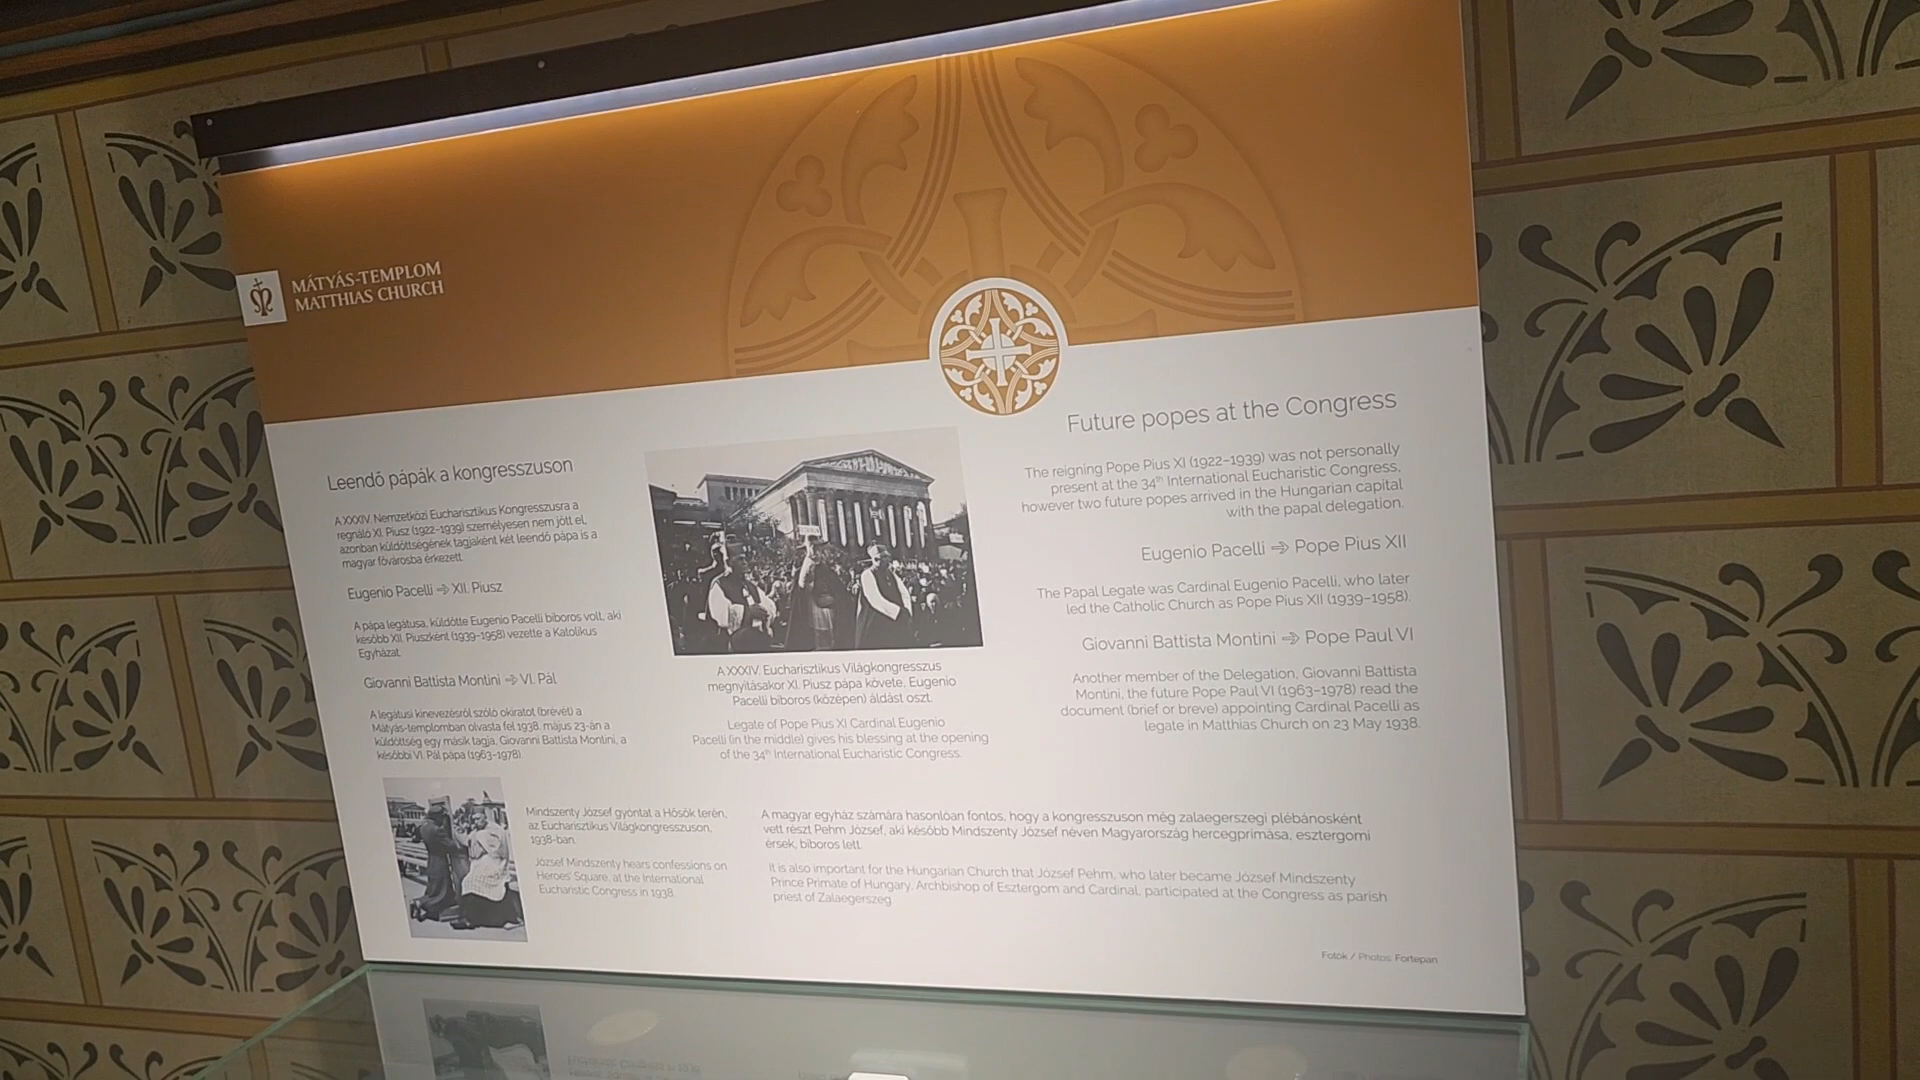 MÁTYÁS-TEMPLOM
MATTHIAS CHURCH
Leendő pápák a kongresszuson
A XXXIV. Nemzetközi Eucharisztikus Kongresszusra a
regnáló XI. Piusz (1922-1939) személyesen nem jött el,
azonban küldöttségének tagjaként két leendő pápa is a
magyar fővárosba érkezett.
Eugenio Pacelli ➾ XII. Piusz
A pápa legátusa, küldötte Eugenio Pacelli bíboros volt, aki
később XII. Piuszként (1939-1958) vezette a Katolikus
Egyházat.
Giovanni Battista Montini ➾ VI. Pál
A legátusi kinevezésről szóló okiratot (brévét) a
Mátyás-templomban olvasta fel 1938. május 23-án a
küldöttség egy másik tagja, Giovanni Battista Montini, a
későbbi VI. Pál pápa (1963-1978).
A XXXIV. Eucharisztikus Világkongresszus
megnyitásakor XI. Piusz pápa követe, Eugenio
Pacelli bíboros (középen) áldást oszt.
Legate of Pope Pius XI Cardinal Eugenio
Pacelli (in the middle) gives his blessing at the opening
of the 34th International Eucharistic Congress.
Future popes at the Congress
The reigning Pope Pius XI (1922-1939) was not personally
present at the 34th International Eucharistic Congress,
however two future popes arrived in the Hungarian capital
with the papal delegation.
Eugenio Pacelli ➾ Pope Pius XII
The Papal Legate was Cardinal Eugenio Pacelli, who later
led the Catholic Church as Pope Pius XII (1939-1958).
Giovanni Battista Montini ➾ Pope Paul VI
Another member of the Delegation, Giovanni Battista
Montini, the future Pope Paul VI (1963-1978) read the
document (brief or breve) appointing Cardinal Pacelli as
legate in Matthias Church on 23 May 1938.
Mindszenty József gyóntat a Hősök terén,
az Eucharisztikus Világkongresszuson,
1938-ban.
József Mindszenty hears confessions on
Heroes' Square, at the International
Eucharistic Congress in 1938.
A magyar egyház számára hasonlóan fontos, hogy a kongresszuson még zalaegerszegi plébánosként
vett részt Pehm József, aki később Mindszenty József néven Magyarország hercegprímása, esztergomi
érsek, bíboros lett.
It is also important for the Hungarian Church that József Pehm, who later became József Mindszenty
Prince Primate of Hungary, Archbishop of Esztergom and Cardinal, participated at the Congress as parish
priest of Zalaegerszeg
Fotók / Photos: Fortepan